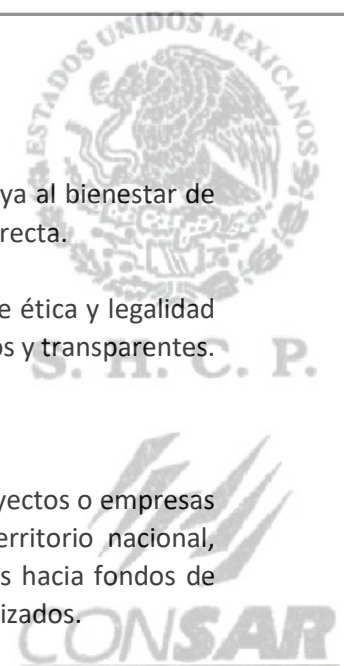 ESTADOS UNIDOS MEXICANOS
ya al bienestar de
recta.
e ética y legalidad
os y transparentes.
S. H. C. P.
oyectos o empresas
erritorio nacional,
s hacia fondos de
izados.
CONSAR